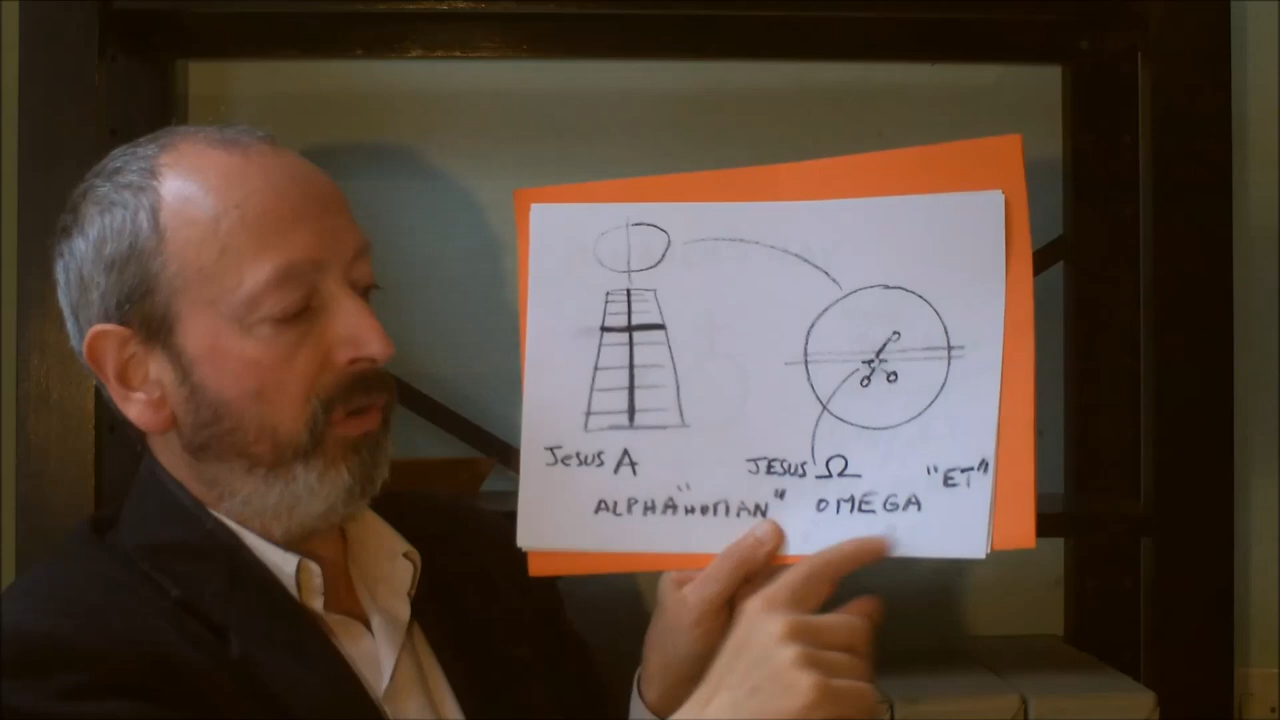 Jesus A
JESUS Ω
"ET"
ALPHA "HUMAN"
OMEGA